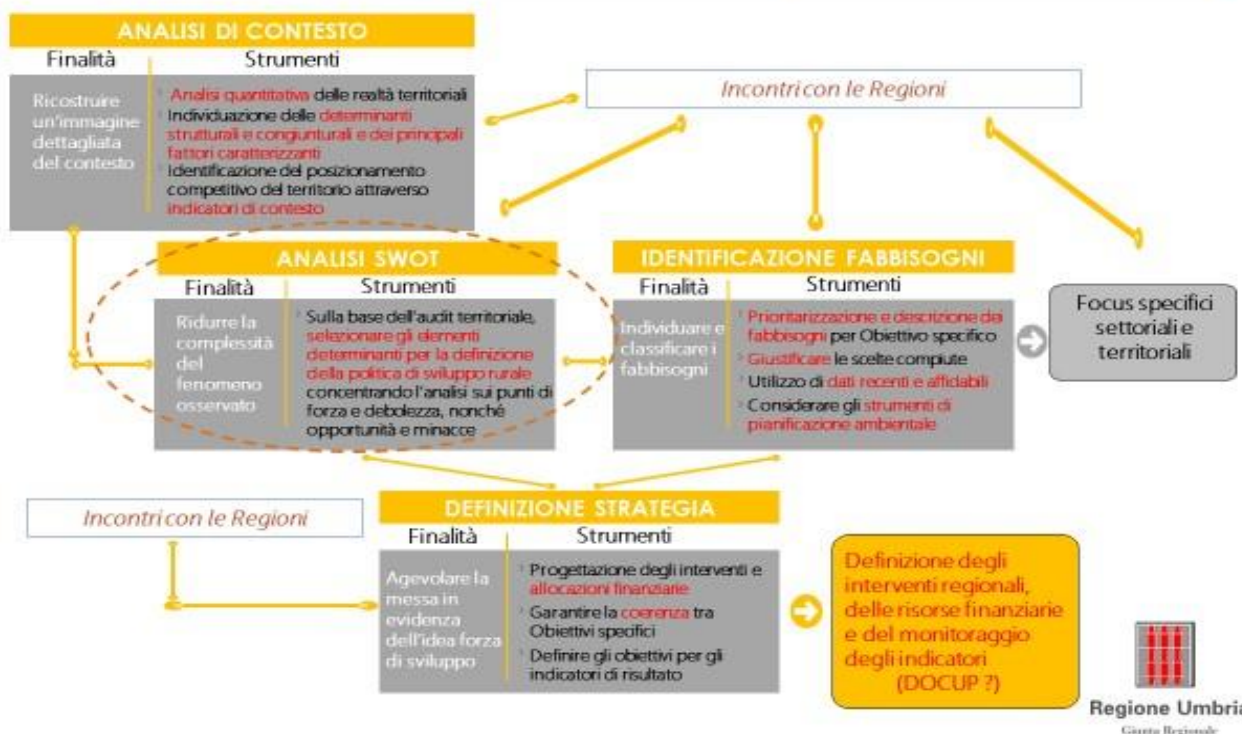 ANALISI DI CONTESTO
Finalità
Strumenti
Ricostruire
un'immagine
dettagliata
del contesto
Analisi quantitativa delle realtà territoriali
Individuazione delle determinanti
strutturali e congiunturali e dei principali
fattori caratterizzanti
Identificazione del posizionamento
competitivo del territorio attraverso
indicatori di contesto
Incontri con le Regioni
ANALISI SWOT
Finalità
Strumenti
Ridurre la
complessità
del
fenomeno
osservato
Sulla base dell'audit territoriale,
selezionare gli elementi
determinanti per la definizione
della politica di sviluppo rurale
concentrando l'analisi sui punti di
forza e debolezza, nonché
opportunità e minacce
IDENTIFICAZIONE FABBISOGNI
Finalità
Strumenti
Individuare e
classificare i
fabbisogni
Prioritarizzazione e descrizione dei
fabbisogni per Obiettivo specifico
Giustificare le scelte compiute
Utilizzo di dati recenti e affidabili
Considerare gli strumenti di
pianificazione ambientale
Focus specifici
settoriali e
territoriali
Incontri con le Regioni
DEFINIZIONE STRATEGIA
Finalità
Strumenti
Agevolare la
messa in
evidenza
dell'idea forza
di sviluppo
Progettazione degli interventi e
allocazioni finanziarie
Garantire la coerenza tra
Obiettivi specifici
Definire gli obiettivi per gli
indicatori di risultato
Definizione degli
interventi regionali,
delle risorse finanziarie
e del monitoraggio
degli indicatori
(DOCUP ?)
Regione Umbria
Giunta Regionale